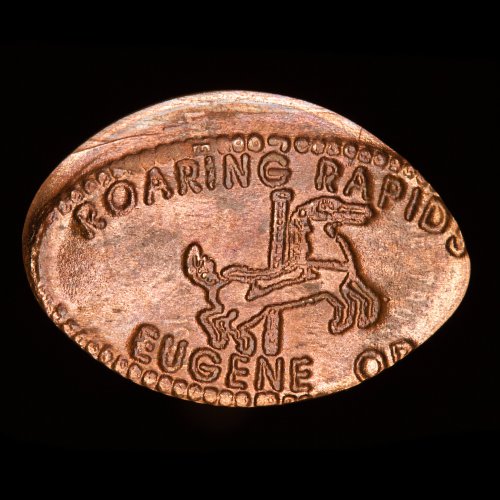 ROARING RAPIDS
EUGENE OR